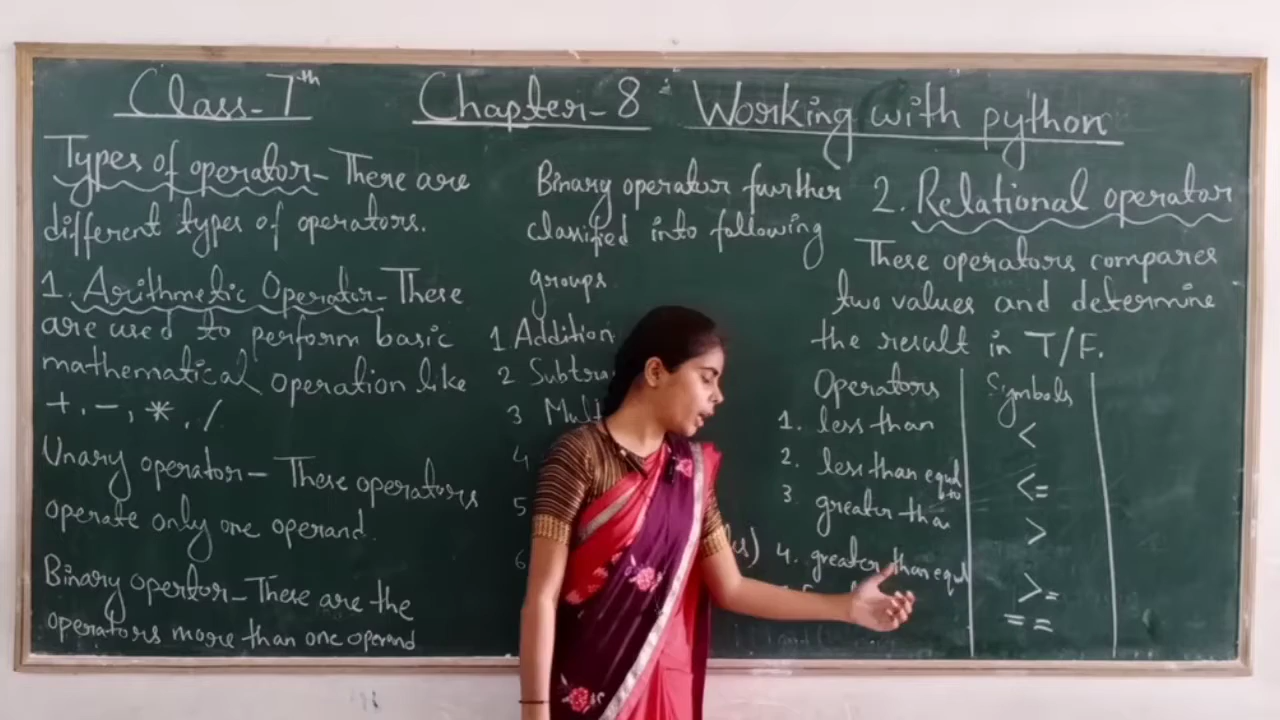 Class-7th Chapter-8: Working with python
Types of operator- There are
different types of operators.
1. Arithmetic Operator- These
are used to perform basic
mathematical operation like
+, -, *, /
Unary operator- These operators
operate only one operand.
Binary opertor- These are the
operators more than one operand
Binary operator further
classified into following
groups.
1 Addition
2 Subtra
3 Mult
4
5
6
2. Relational operator
These operators compares
two values and determine
the result in T/F.
Operators Symbols
1. less than <
2. less than equal to <=
3. greater than >
4. greater than equal >=
==